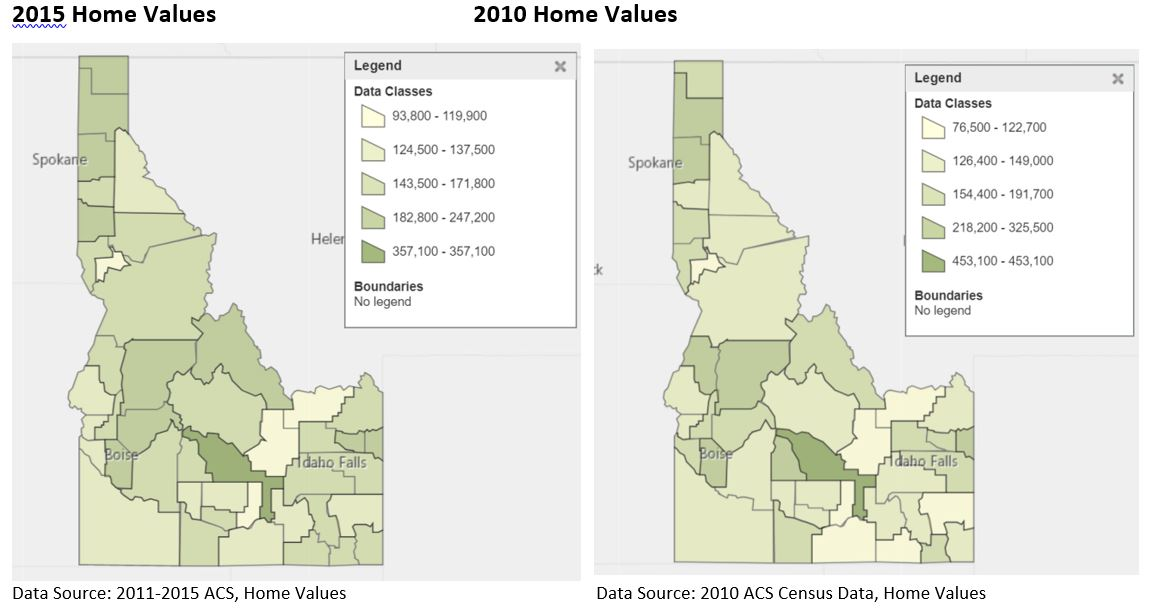 2015 Home Values
2010 Home Values
Legend
Data Classes
93,800 - 119,900
124,500 - 137,500
143,500 - 171,800
182,800 - 247,200
357,100 - 357,100
Boundaries
No legend
Spokane
Heler
Boise
Idaho Falls
Legend
Data Classes
76,500 - 122,700
126,400 - 149,000
154,400 - 191,700
218,200 - 325,500
453,100 - 453,100
Boundaries
No legend
Spokane
k
Boise
Idaho Falls
Data Source: 2011-2015 ACS, Home Values
Data Source: 2010 ACS Census Data, Home Values